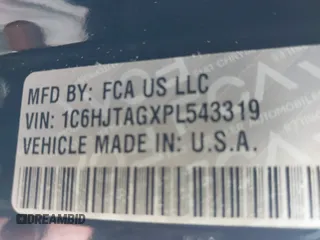 MFD BY: FCA US LLC
VIN: 1C6HJTAGXPL543319
VEHICLE MADE IN: U.S.A.
DREAMBID